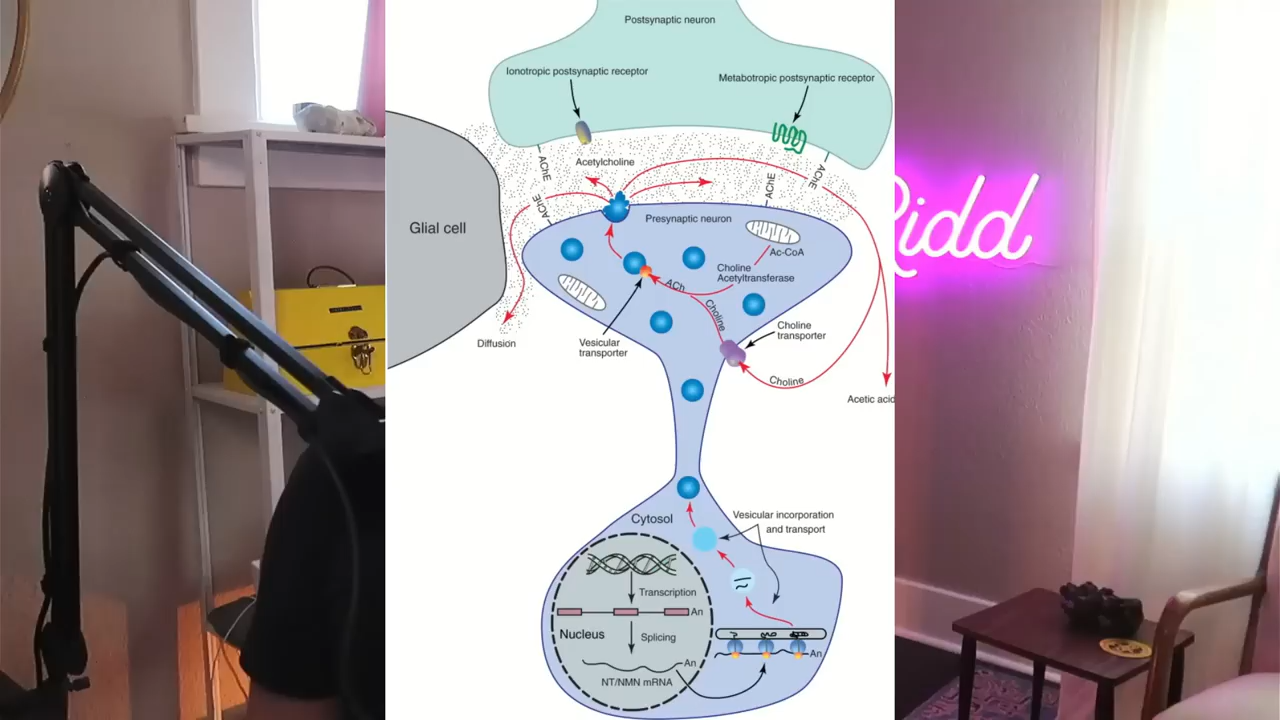 Postsynaptic neuron
Ionotropic postsynaptic receptor
Metabotropic postsynaptic receptor
Acetylcholine
AChE
AChE
AChE
AChE
Glial cell
Presynaptic neuron
Ac-CoA
Choline
Acetyltransferase
ACh
Choline
Diffusion
Vesicular
transporter
Choline
transporter
Choline
Acetic acid
Cytosol
Vesicular incorporation
and transport
Transcription
An
Nucleus
Splicing
An
NT/NMN mRNA
An
idd